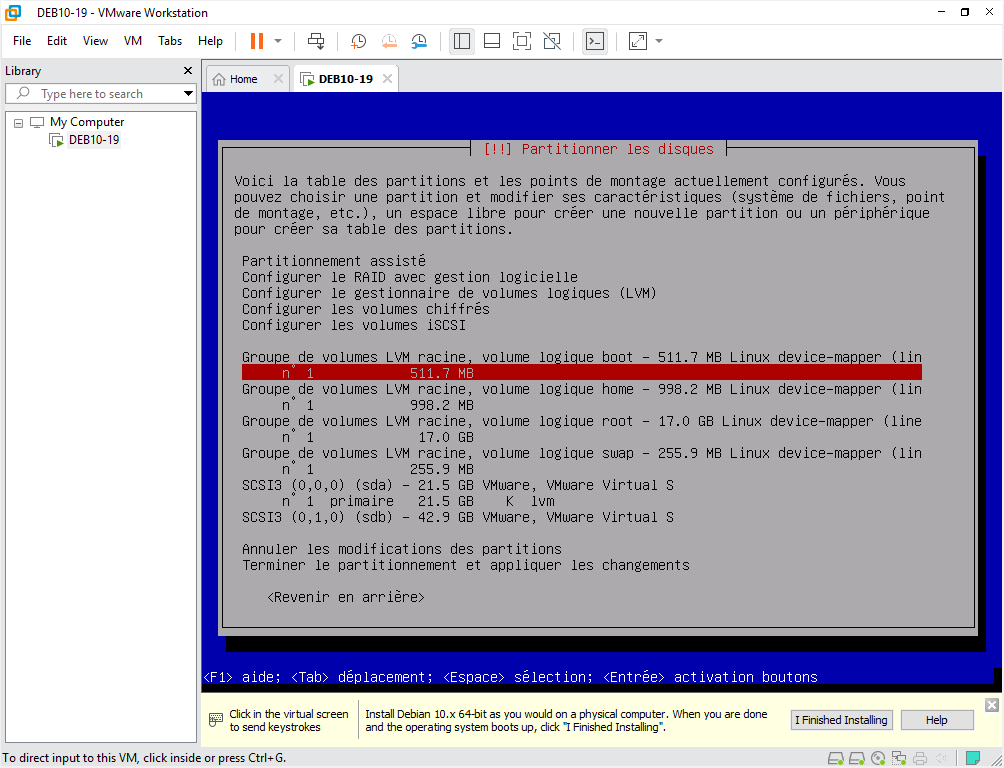 DEB10-19 - VMware Workstation
File Edit View VM Tabs Help
Library
Type here to search
My Computer
DEB10-19
Home
DEB10-19
[!!] Partitionner les disques
Voici la table des partitions et les points de montage actuellement configurés. Vous
pouvez choisir une partition et modifier ses caractéristiques (système de fichiers, point
de montage, etc.), un espace libre pour créer une nouvelle partition ou un périphérique
pour créer sa table des partitions.
Partitionnement assisté
Configurer le RAID avec gestion logicielle
Configurer le gestionnaire de volumes logiques (LVM)
Configurer les volumes chiffrés
Configurer les volumes iSCSI
Groupe de volumes LVM racine, volume logique boot - 511.7 MB Linux device-mapper (lin
n° 1 511.7 MB
Groupe de volumes LVM racine, volume logique home - 998.2 MB Linux device-mapper (lin
n° 1 998.2 MB
Groupe de volumes LVM racine, volume logique root - 17.0 GB Linux device-mapper (line
n° 1 17.0 GB
Groupe de volumes LVM racine, volume logique swap - 255.9 MB Linux device-mapper (lin
n° 1 255.9 MB
SCSI3 (0,0,0) (sda) - 21.5 GB VMware, VMware Virtual S
n° 1 primaire 21.5 GB K lvm
SCSI3 (0,1,0) (sdb) - 42.9 GB VMware, VMware Virtual S
Annuler les modifications des partitions
Terminer le partitionnement et appliquer les changements
<Revenir en arrière>
<F1> aide; <Tab> déplacement; <Espace> sélection; <Entrée> activation boutons
Click in the virtual screen
to send keystrokes
Install Debian 10.x 64-bit as you would on a physical computer. When you are done
and the operating system boots up, click "I Finished Installing".
I Finished Installing
Help
To direct input to this VM, click inside or press Ctrl+G.